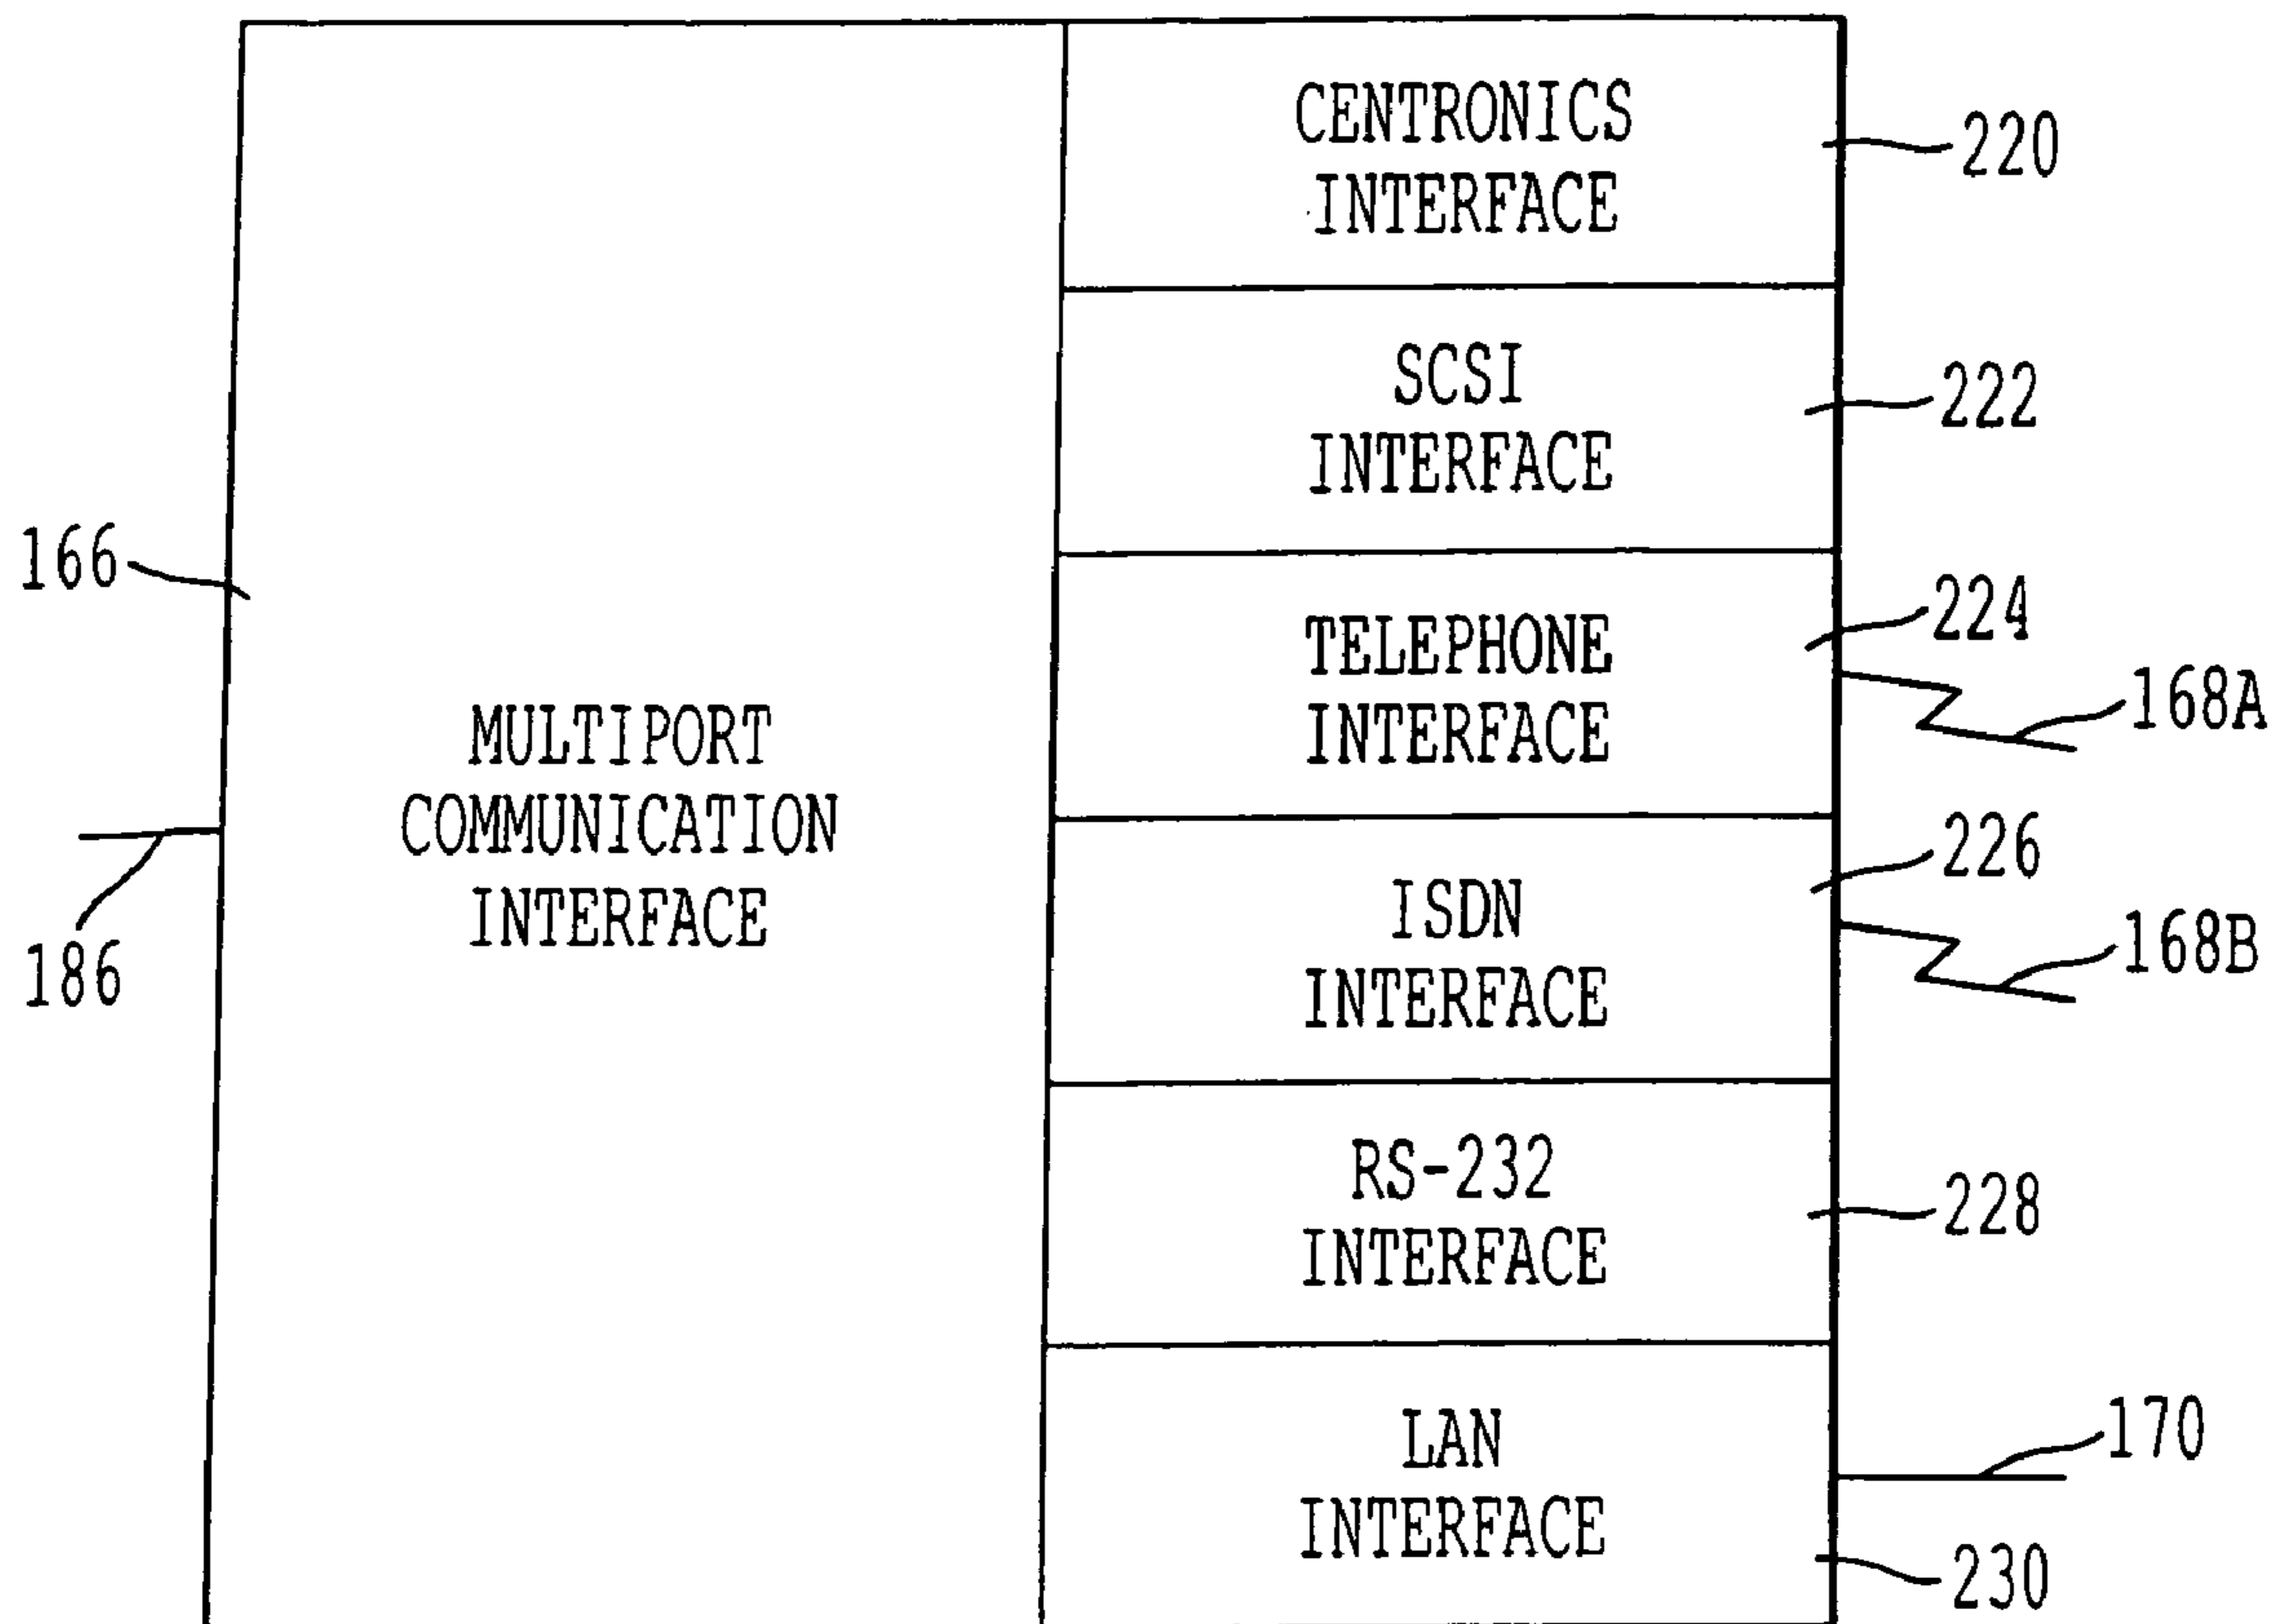 CENTRONICS
INTERFACE
220
SCSI
INTERFACE
222
166
TELEPHONE
INTERFACE
224
168A
MULTIPORT
COMMUNICATION
INTERFACE
186
ISDN
INTERFACE
226
168B
RS-232
INTERFACE
228
LAN
INTERFACE
170
230